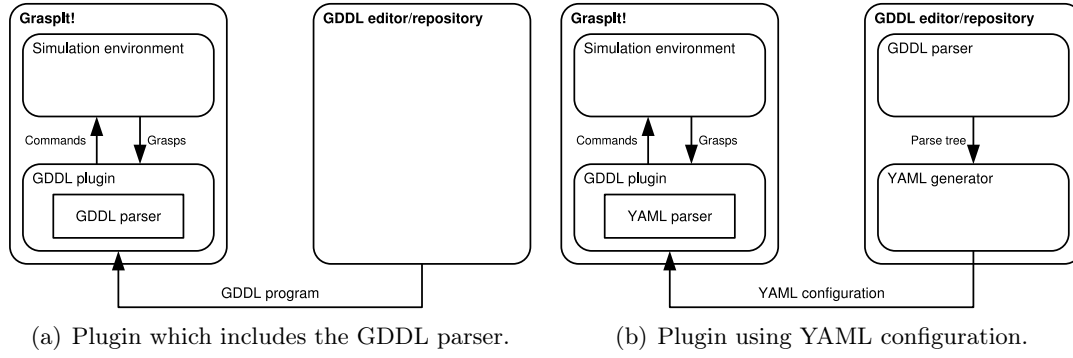 GraspIt!
Simulation environment
Commands
Grasps
GDDL plugin
GDDL parser
GDDL editor/repository
GDDL program
(a) Plugin which includes the GDDL parser.
GraspIt!
Simulation environment
Commands
Grasps
GDDL plugin
YAML parser
GDDL editor/repository
GDDL parser
Parse tree
YAML generator
YAML configuration
(b) Plugin using YAML configuration.